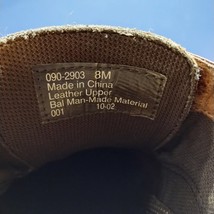 090-2903 8M
Made in China
Leather Upper
Bal Man-Made Material
001 10-02